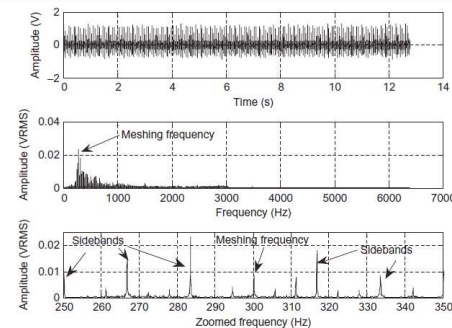 Amplitude (V)
2
0
−2
0 2 4 6 8 10 12 14
Time (s)
Amplitude (VRMS)
0.04
0.02
0
Meshing frequency
0 1000 2000 3000 4000 5000 6000 7000
Frequency (Hz)
Amplitude (VRMS)
0.02
0.01
0
Sidebands
Meshing frequency
Sidebands
250 260 270 280 290 300 310 320 330 340 350
Zoomed frequency (Hz)